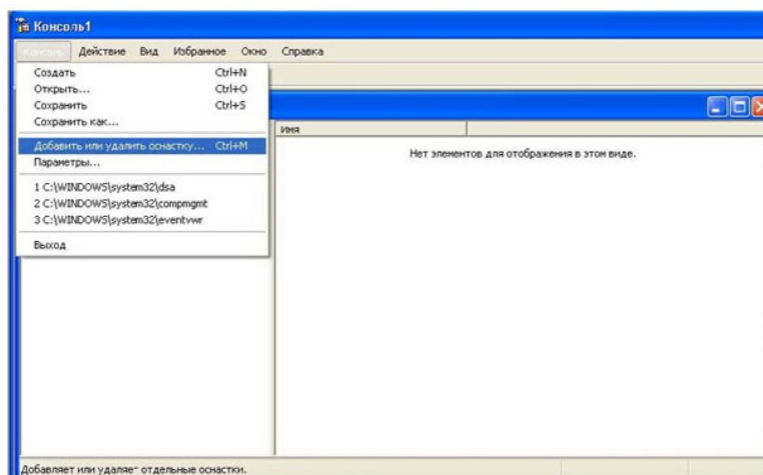 Консоль1
Консоль Действие Вид Избранное Окно Справка
Создать Ctrl+N
Открыть... Ctrl+O
Сохранить Ctrl+S
Сохранить как...
Добавить или удалить оснастку... Ctrl+M
Параметры...
1 C:\WINDOWS\system32\dsa
2 C:\WINDOWS\system32\compmgmt
3 C:\WINDOWS\system32\eventvwr
Выход
Имя
Нет элементов для отображения в этом виде.
Добавляет или удаляет отдельные оснастки.